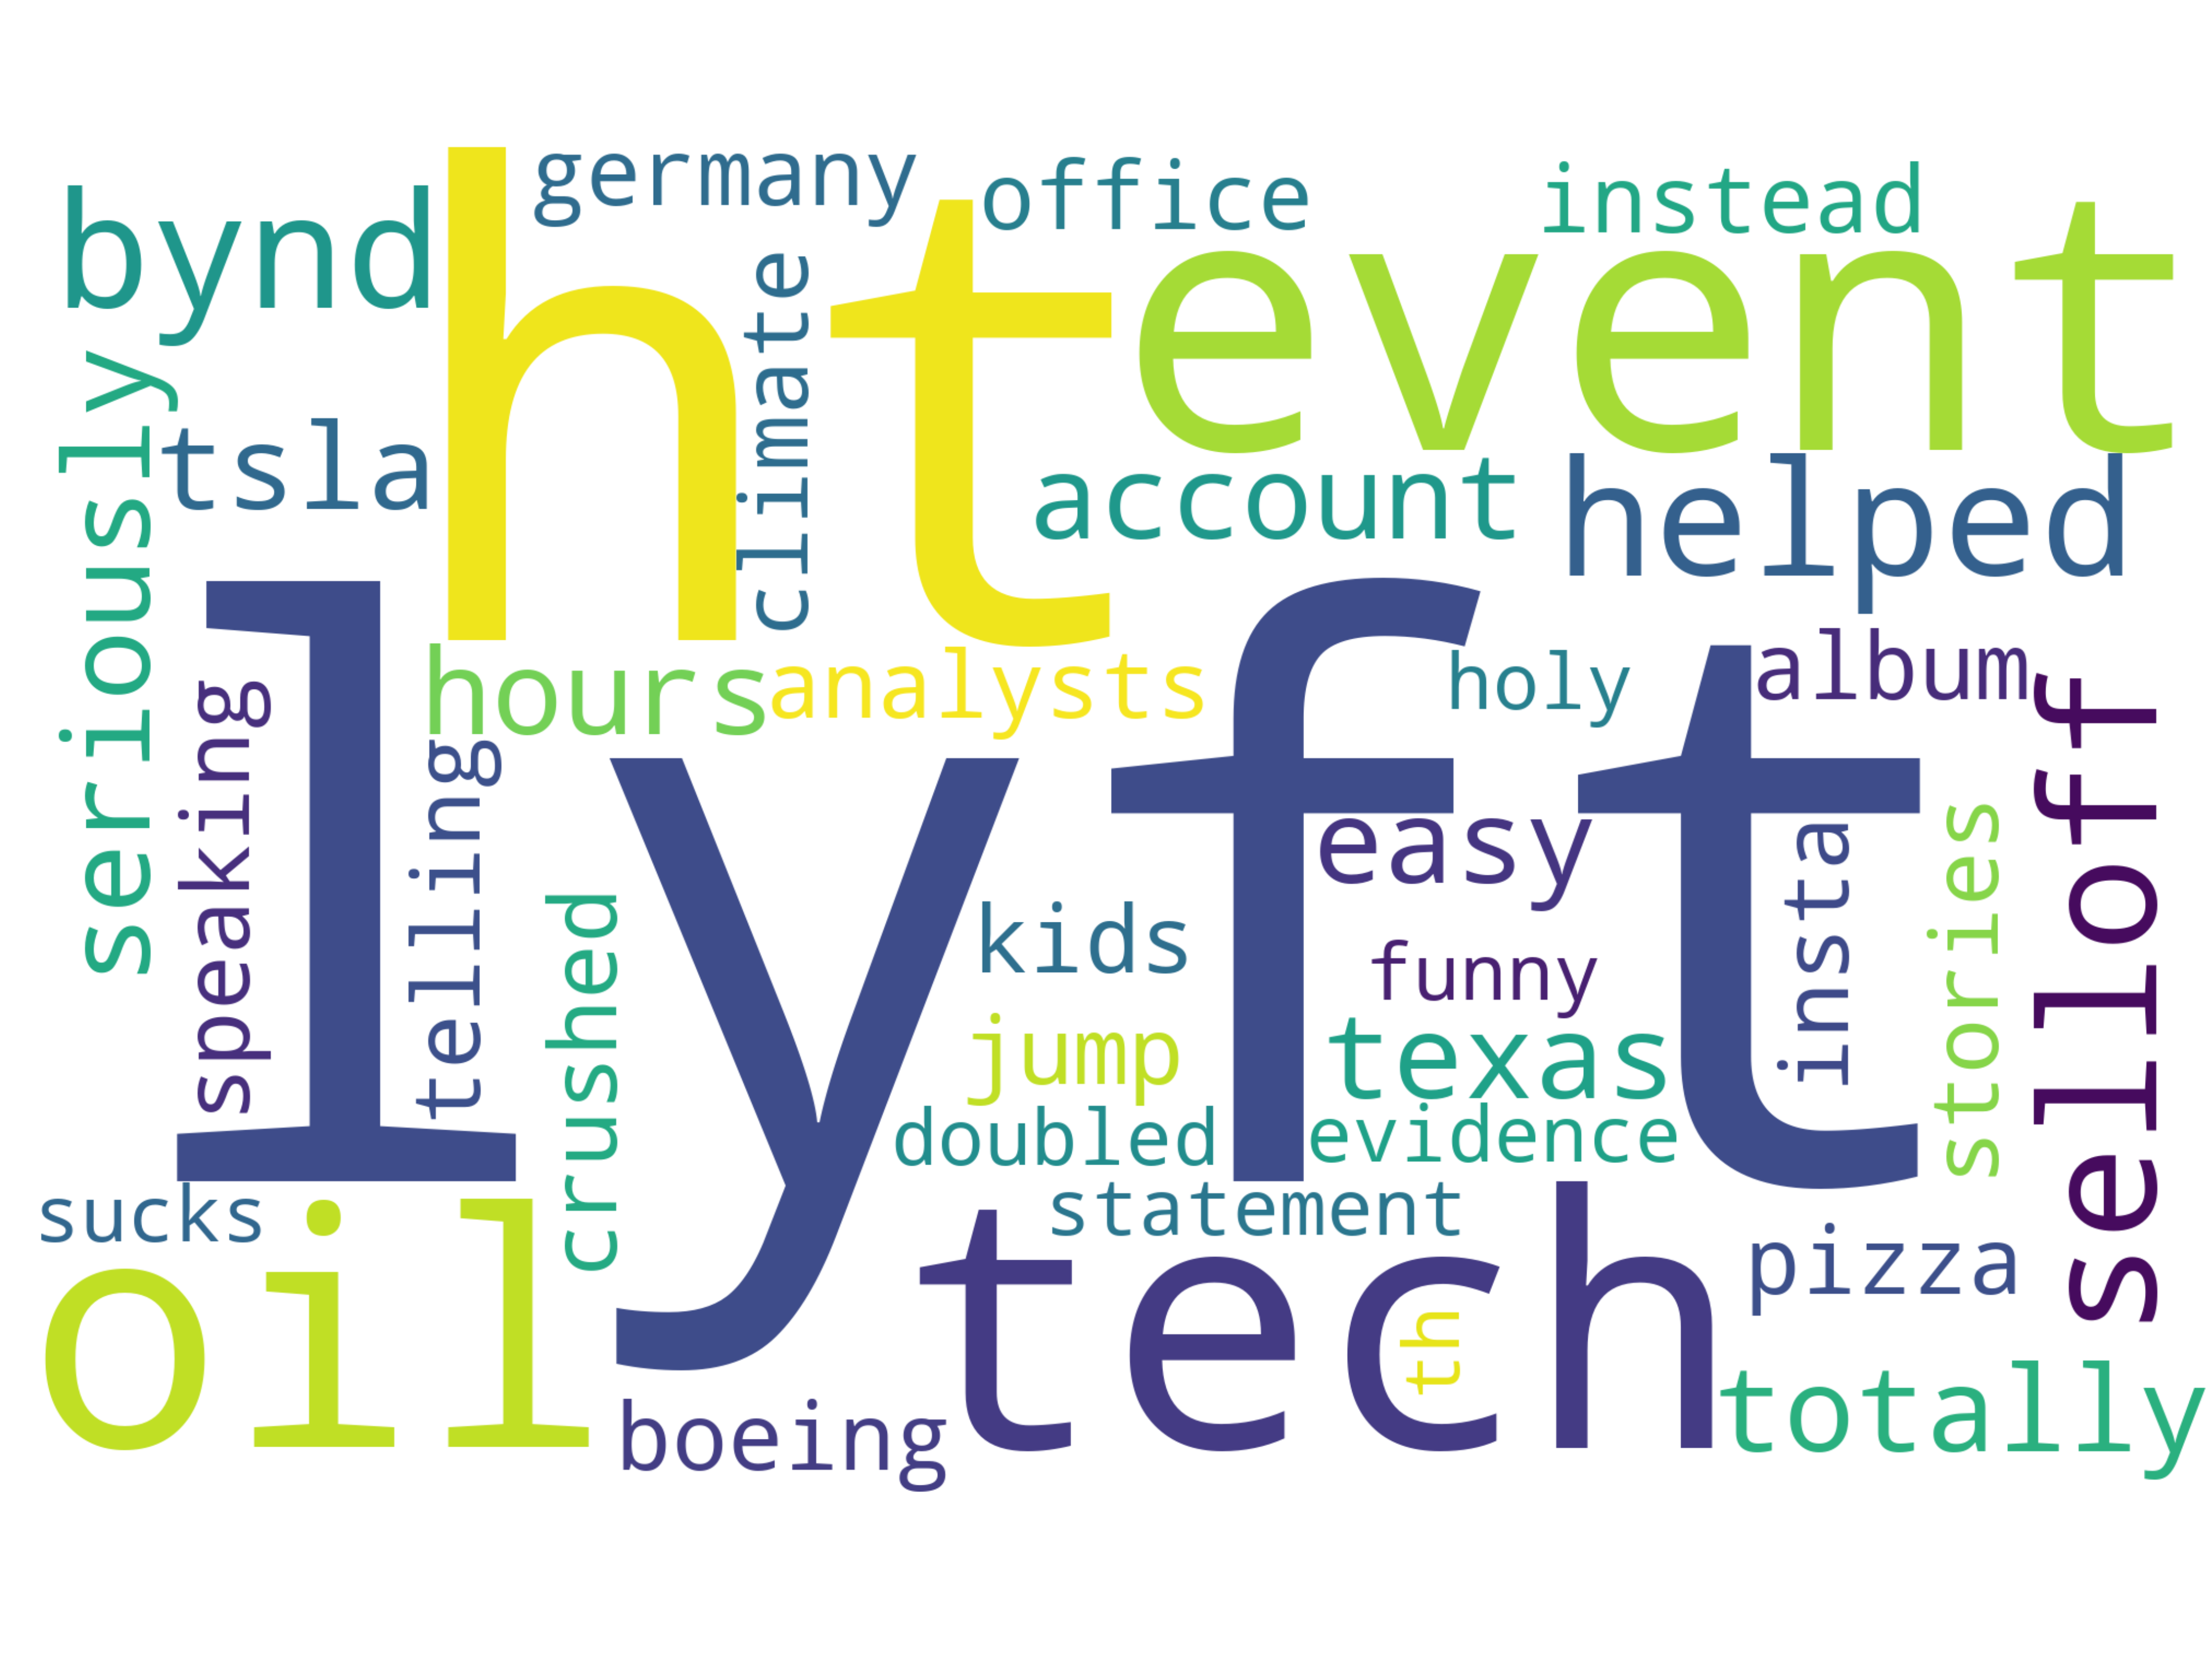 germany
office
instead
bynd
ht
event
climate
tsla
account
helped
seriously
hours
analysts
holy
album
lyft
speaking
telling
easy
insta
stories
selloff
crushed
kids
funny
jump
texas
doubled
evidence
sucks
statement
oil
tech
th
pizza
boeing
totally